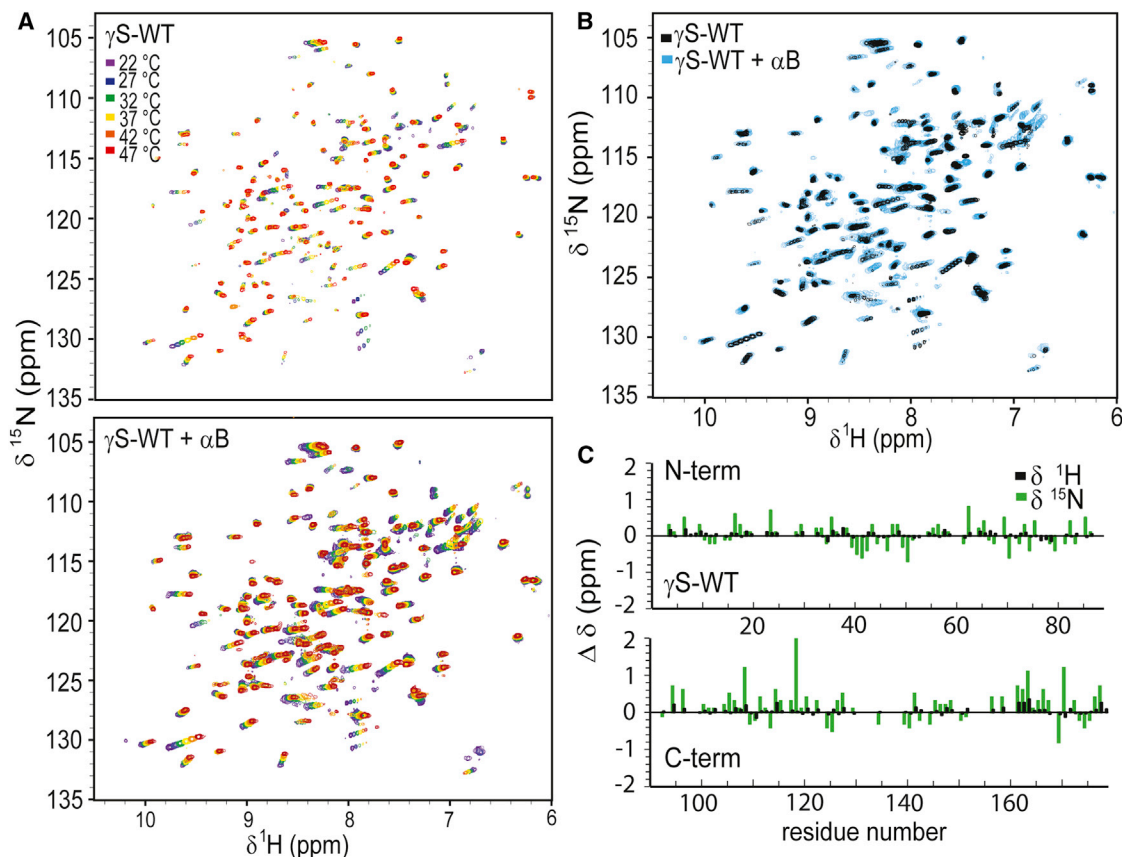 A
γS-WT
22 °C
27 °C
32 °C
37 °C
42 °C
47 °C
105
110
115
120
125
130
135
δ ¹⁵N (ppm)
γS-WT + αB
105
110
115
120
125
130
135
10 9 8 7 6
δ¹H (ppm)
B
γS-WT
γS-WT + αB
105
110
115
120
125
130
135
δ ¹⁵N (ppm)
10 9 8 7 6
δ¹H (ppm)
C
N-term
δ ¹H
δ ¹⁵N
2
1
0
-1
-2
γS-WT
20 40 60 80
Δ δ (ppm)
2
1
0
-1
-2
C-term
100 120 140 160
residue number